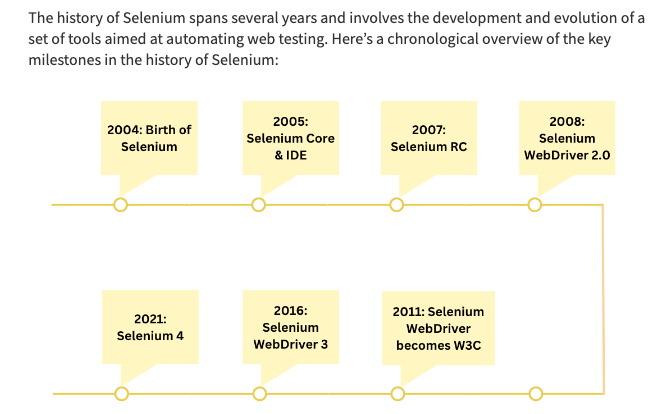 The history of Selenium spans several years and involves the development and evolution of a
set of tools aimed at automating web testing. Here’s a chronological overview of the key
milestones in the history of Selenium:
2004: Birth of
Selenium
2005:
Selenium Core
& IDE
2007:
Selenium RC
2008:
Selenium
WebDriver 2.0
2011: Selenium
WebDriver
becomes W3C
2016:
Selenium
WebDriver 3
2021:
Selenium 4